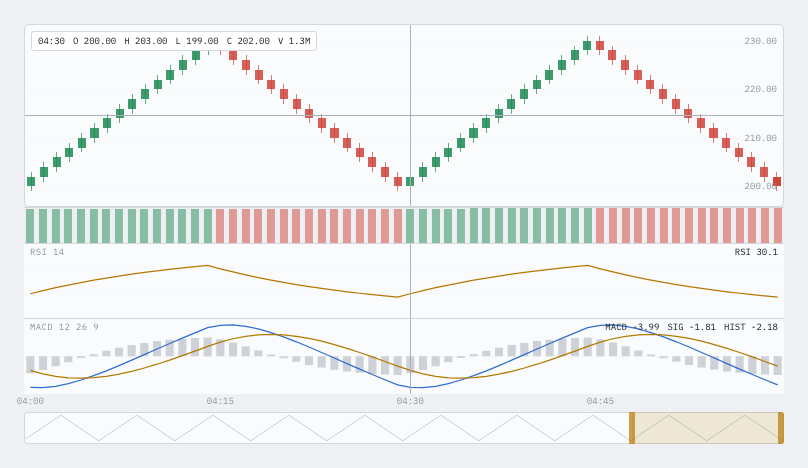 04:30 O 200.00 H 203.00 L 199.00 C 202.00 V 1.3M
230.00
220.00
210.00
200.00
RSI 14 RSI 30.1
MACD 12 26 9 MACD -3.99 SIG -1.81 HIST -2.18
04:00 04:15 04:30 04:45